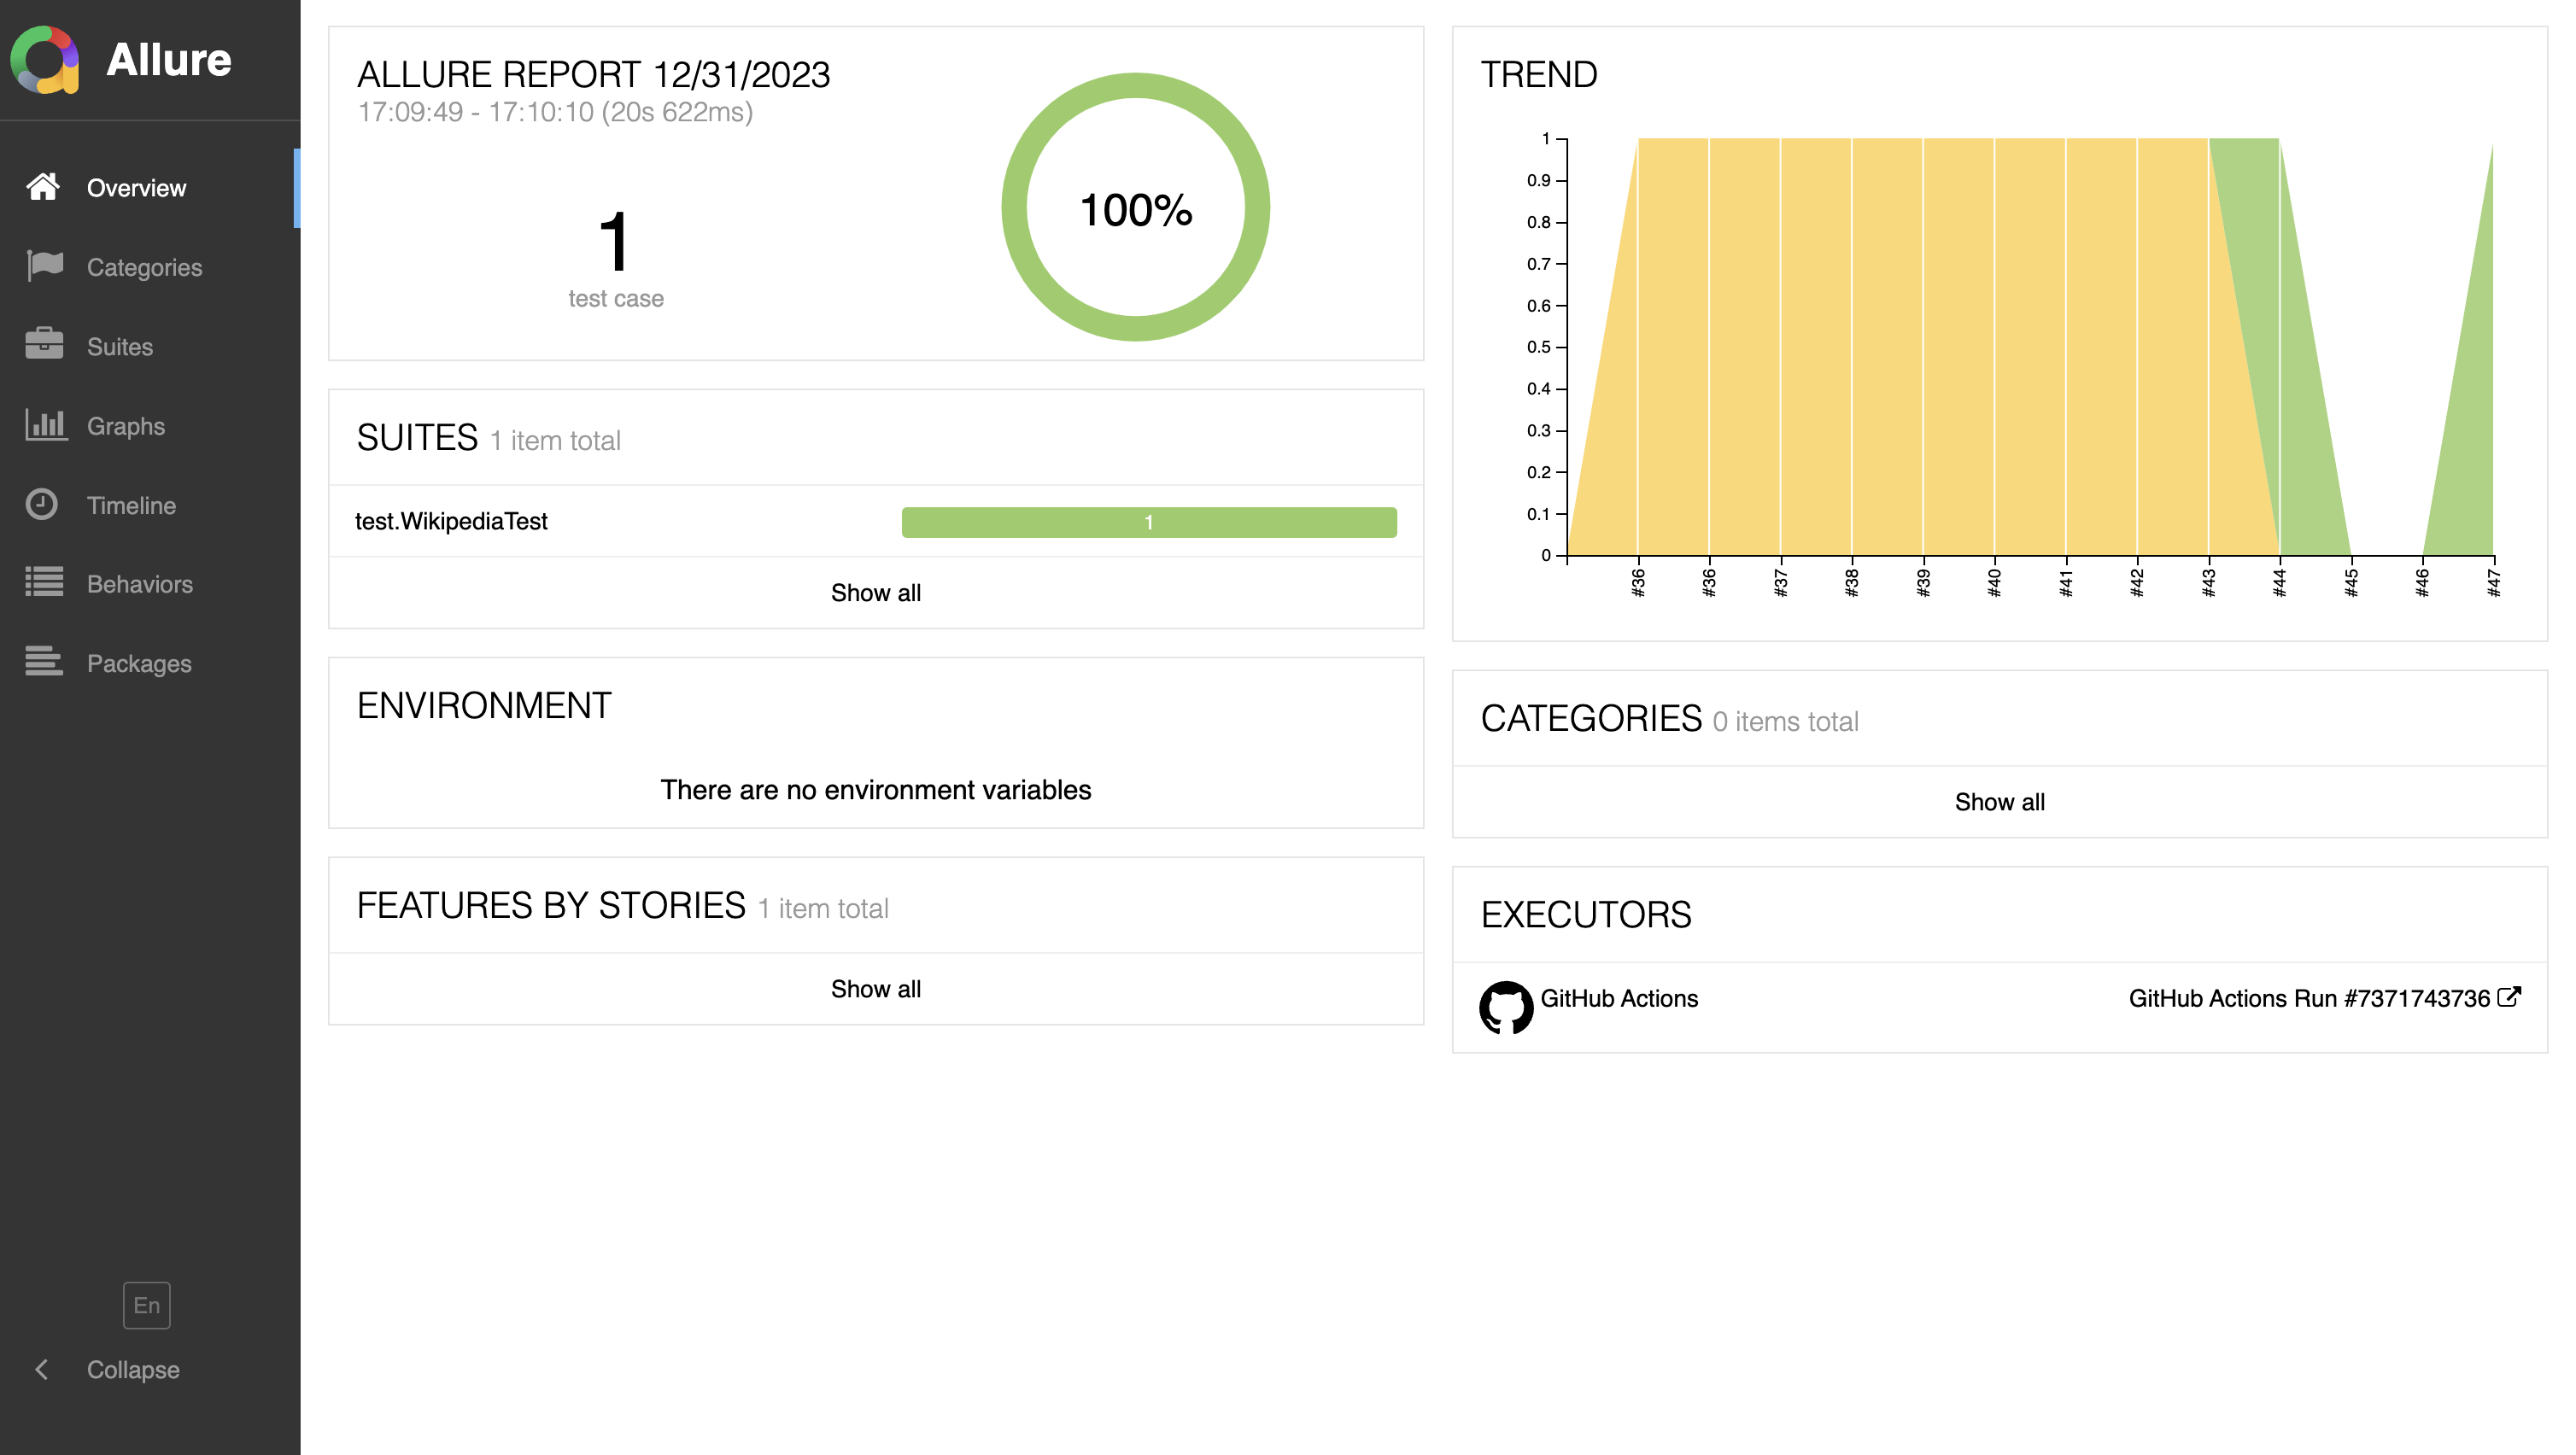 Allure
Overview
Categories
Suites
Graphs
Timeline
Behaviors
Packages
En
Collapse
ALLURE REPORT 12/31/2023
17:09:49 - 17:10:10 (20s 622ms)
1
test case
100%
SUITES 1 item total
test.WikipediaTest 1
Show all
ENVIRONMENT
There are no environment variables
FEATURES BY STORIES 1 item total
Show all
TREND
1
0.9
0.8
0.7
0.6
0.5
0.4
0.3
0.2
0.1
0
#36 #36 #37 #38 #39 #40 #41 #42 #43 #44 #45 #46 #47
CATEGORIES 0 items total
Show all
EXECUTORS
GitHub Actions GitHub Actions Run #7371743736